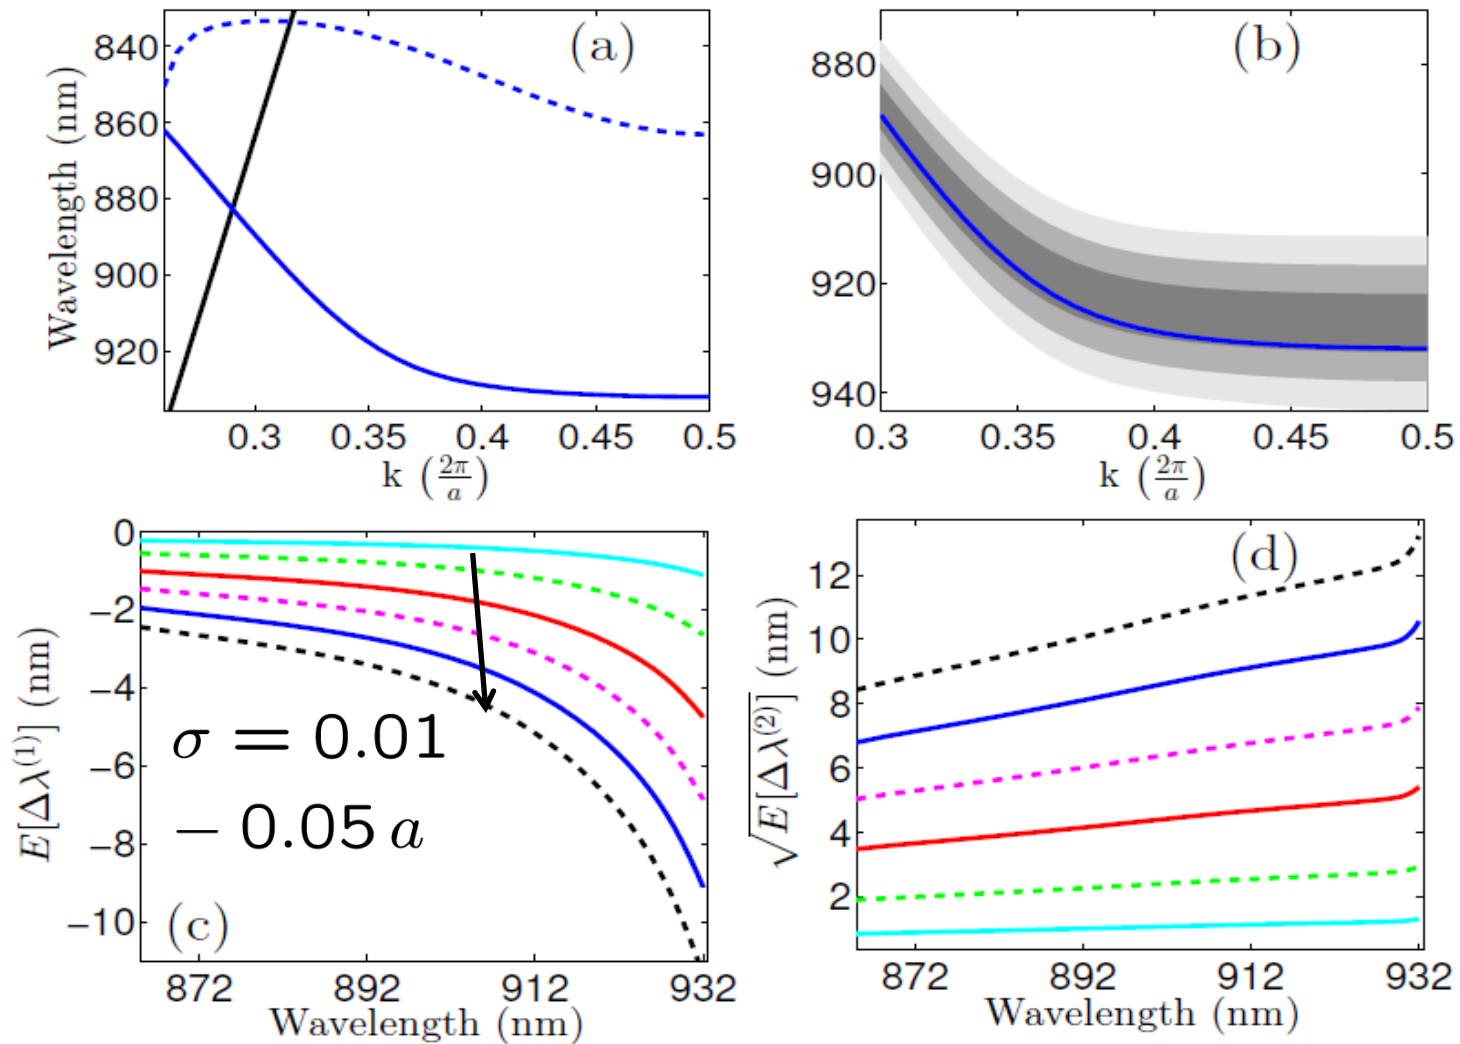 (a)
840
860
880
900
920
Wavelength (nm)
0.3 0.35 0.4 0.45 0.5
k (2π/a)
(b)
880
900
920
940
0.3 0.35 0.4 0.45 0.5
k (2π/a)
0
−2
−4
−6
−8
−10
E[Δλ⁽¹⁾] (nm)
σ = 0.01
− 0.05 a
(c)
872 892 912 932
Wavelength (nm)
(d)
12
10
8
6
4
2
√E[Δλ⁽²⁾] (nm)
872 892 912 932
Wavelength (nm)